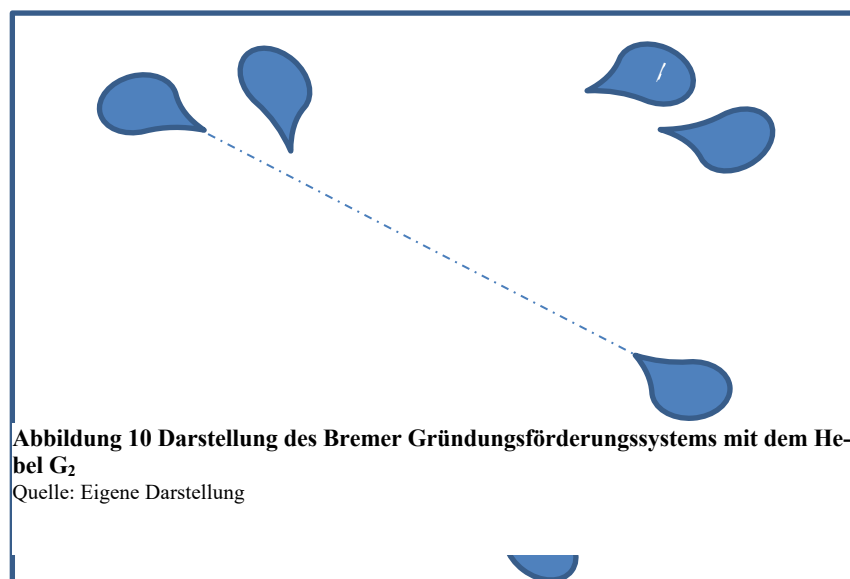 Abbildung 10 Darstellung des Bremer Gründungsförderungssystems mit dem He-
bel G₂
Quelle: Eigene Darstellung